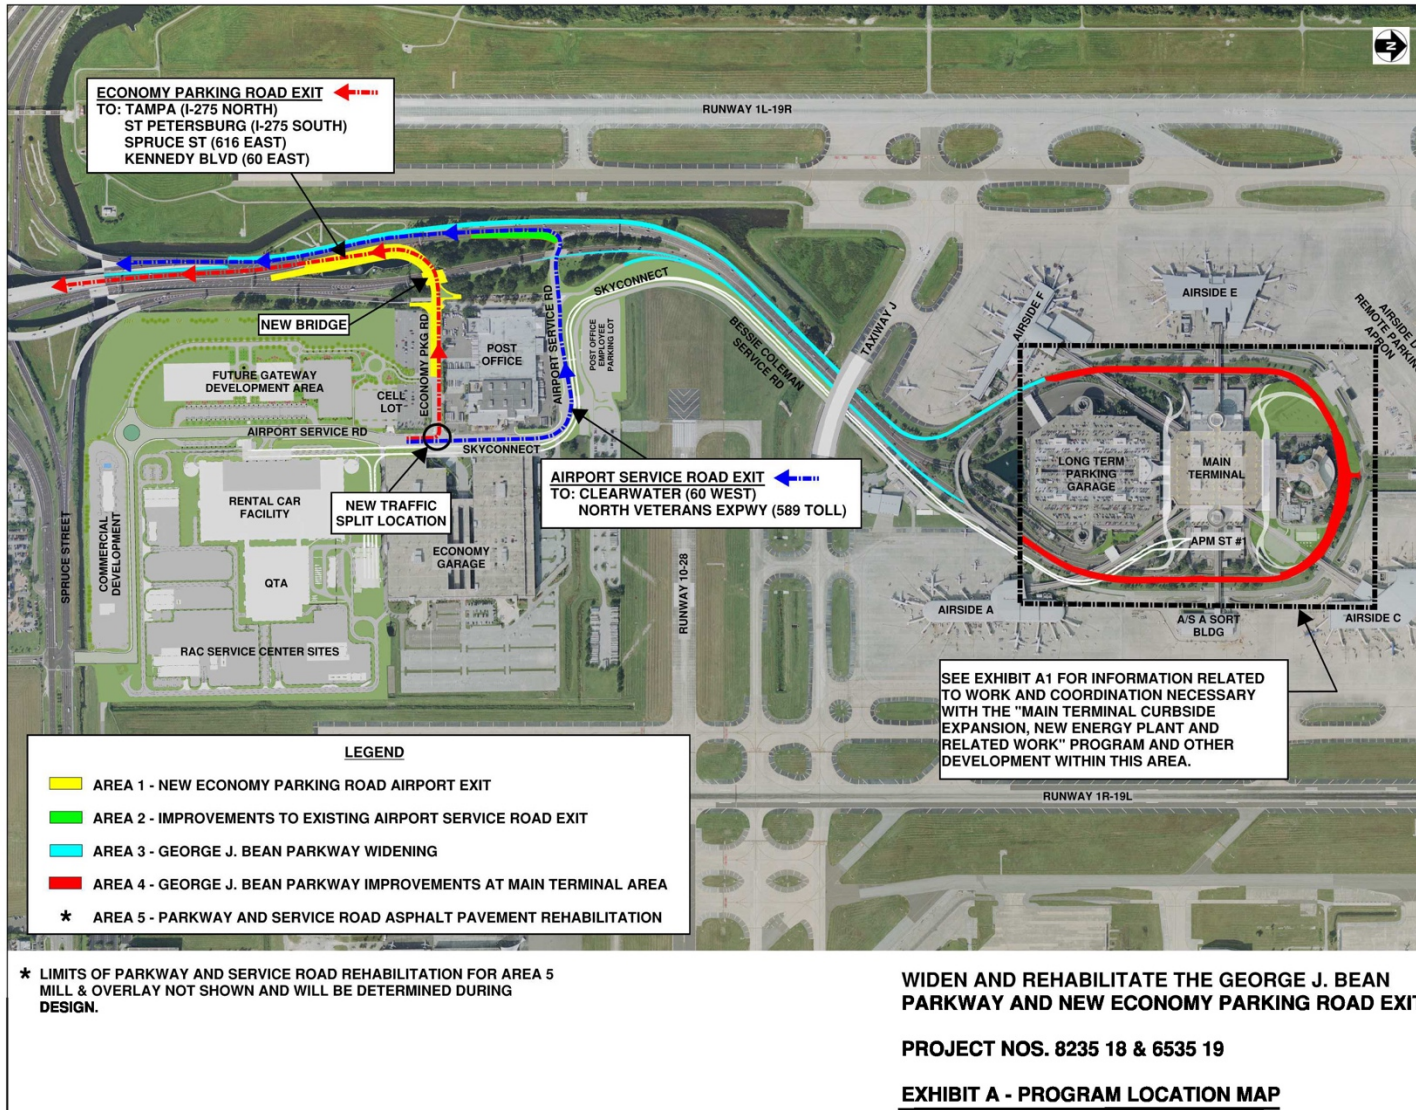 N
ECONOMY PARKING ROAD EXIT
TO: TAMPA (I-275 NORTH)
ST PETERSBURG (I-275 SOUTH)
SPRUCE ST (616 EAST)
KENNEDY BLVD (60 EAST)
RUNWAY 1L-19R
NEW BRIDGE
SKYCONNECT
BESSIE COLEMAN
SERVICE RD
TAXIWAY J
AIRSIDE F
AIRSIDE E
AIRSIDE D
REMOTE PARKING
APRON
ECONOMY PKG RD
POST
OFFICE
AIRPORT SERVICE RD
POST OFFICE
EMPLOYEE
PARKING LOT
FUTURE GATEWAY
DEVELOPMENT AREA
CELL
LOT
AIRPORT SERVICE RD
SKYCONNECT
NEW TRAFFIC
SPLIT LOCATION
AIRPORT SERVICE ROAD EXIT
TO: CLEARWATER (60 WEST)
NORTH VETERANS EXPWY (589 TOLL)
LONG TERM
PARKING
GARAGE
MAIN
TERMINAL
APM ST #1
SPRUCE STREET
COMMERCIAL
DEVELOPMENT
RENTAL CAR
FACILITY
QTA
ECONOMY
GARAGE
RUNWAY 10-28
RAC SERVICE CENTER SITES
AIRSIDE A
A/S A SORT
BLDG
AIRSIDE C
SEE EXHIBIT A1 FOR INFORMATION RELATED
TO WORK AND COORDINATION NECESSARY
WITH THE "MAIN TERMINAL CURBSIDE
EXPANSION, NEW ENERGY PLANT AND
RELATED WORK" PROGRAM AND OTHER
DEVELOPMENT WITHIN THIS AREA.
RUNWAY 1R-19L
LEGEND
AREA 1 - NEW ECONOMY PARKING ROAD AIRPORT EXIT
AREA 2 - IMPROVEMENTS TO EXISTING AIRPORT SERVICE ROAD EXIT
AREA 3 - GEORGE J. BEAN PARKWAY WIDENING
AREA 4 - GEORGE J. BEAN PARKWAY IMPROVEMENTS AT MAIN TERMINAL AREA
* AREA 5 - PARKWAY AND SERVICE ROAD ASPHALT PAVEMENT REHABILITATION
* LIMITS OF PARKWAY AND SERVICE ROAD REHABILITATION FOR AREA 5
MILL & OVERLAY NOT SHOWN AND WILL BE DETERMINED DURING
DESIGN.
WIDEN AND REHABILITATE THE GEORGE J. BEAN
PARKWAY AND NEW ECONOMY PARKING ROAD EXIT
PROJECT NOS. 8235 18 & 6535 19
EXHIBIT A - PROGRAM LOCATION MAP